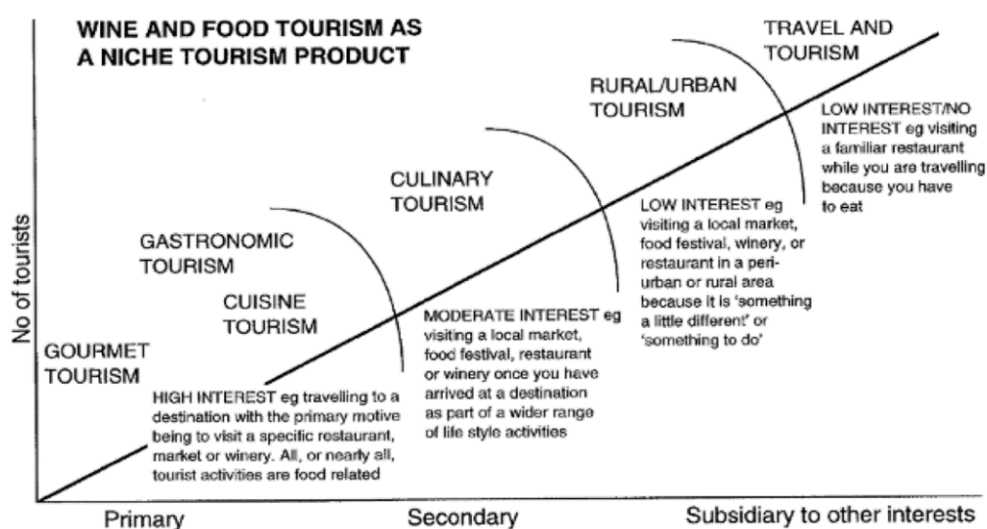 WINE AND FOOD TOURISM AS
A NICHE TOURISM PRODUCT
TRAVEL AND
TOURISM
RURAL/URBAN
TOURISM
LOW INTEREST/NO
INTEREST eg visiting
a familiar restaurant
while you are travelling
because you have
to eat
CULINARY
TOURISM
LOW INTEREST eg
visiting a local market,
food festival, winery, or
restaurant in a peri-
urban or rural area
because it is 'something
a little different' or
'something to do'
GASTRONOMIC
TOURISM
CUISINE
TOURISM
MODERATE INTEREST eg
visiting a local market,
food festival, restaurant
or winery once you have
arrived at a destination
as part of a wider range
of life style activities
GOURMET
TOURISM
HIGH INTEREST eg travelling to a
destination with the primary motive
being to visit a specific restaurant,
market or winery. All, or nearly all,
tourist activities are food related
No of tourists
Primary
Secondary
Subsidiary to other interests